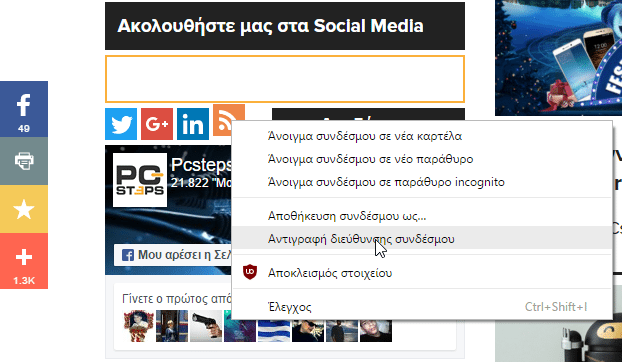 Ακολουθήστε μας στα Social Media
49
1.3K
PC
STEPS
Pcsteps
21.822 "Μο
Μου αρέσει η Σελ
Γίνετε ο πρώτος από
Άνοιγμα συνδέσμου σε νέα καρτέλα
Άνοιγμα συνδέσμου σε νέο παράθυρο
Άνοιγμα συνδέσμου σε παράθυρο incognito
Αποθήκευση συνδέσμου ως...
Αντιγραφή διεύθυνσης συνδέσμου
Αποκλεισμός στοιχείου
Έλεγχος Ctrl+Shift+I